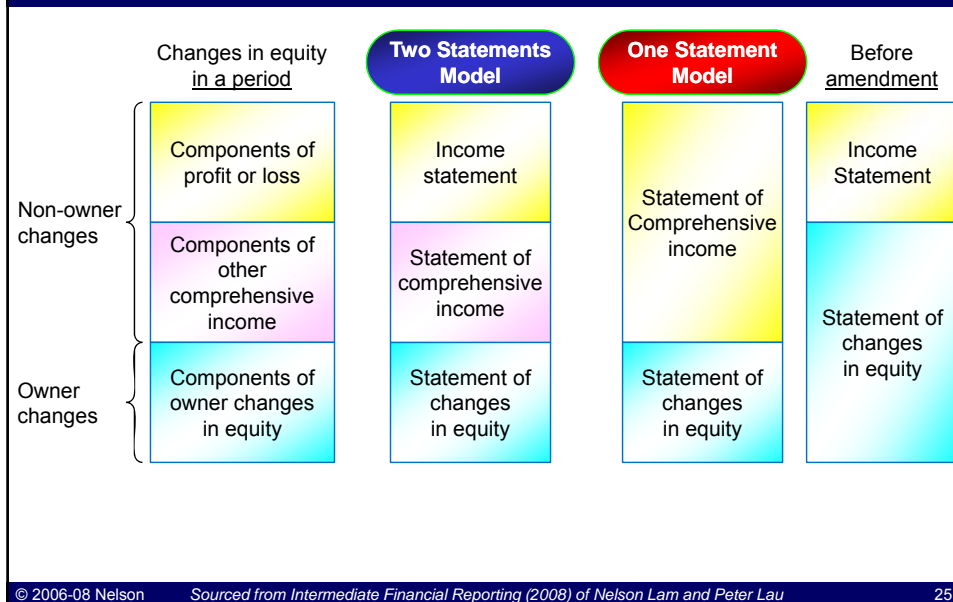 Changes in equity
in a period
Two Statements
Model
One Statement
Model
Before
amendment
Non-owner
changes
Owner
changes
Components of
profit or loss
Components of
other
comprehensive
income
Components of
owner changes
in equity
Income
statement
Statement of
comprehensive
income
Statement of
changes
in equity
Statement of
Comprehensive
income
Statement of
changes
in equity
Income
Statement
Statement of
changes
in equity
© 2006-08 Nelson Sourced from Intermediate Financial Reporting (2008) of Nelson Lam and Peter Lau 25